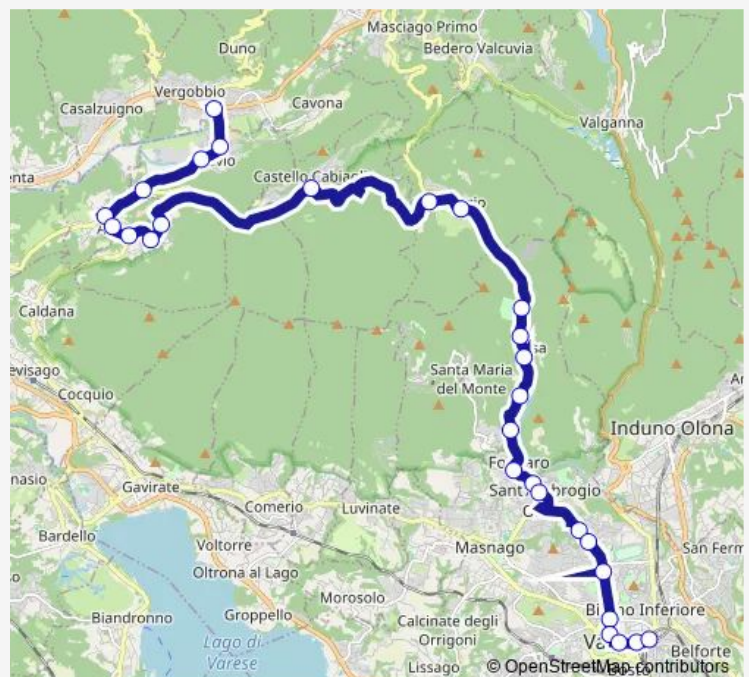 Masciago Primo
Duno
Bedero Valcuvia
Vergobbio
Casalzuigno
Cavona
Valganna
Castello Cabiagli
Caldana
Santa Maria
del Monte
Cocquio
Induno Olona
Gavirate
Comerio
Luvinate
Bardello
Voltorre
Masnago
San Ferm
Oltrona al Lago
Morosolo
Biandronno
Groppello
Calcinate degli
Orrigoni
Lago di
Varese
Belforte
Lissago
© OpenStreetMap contributors